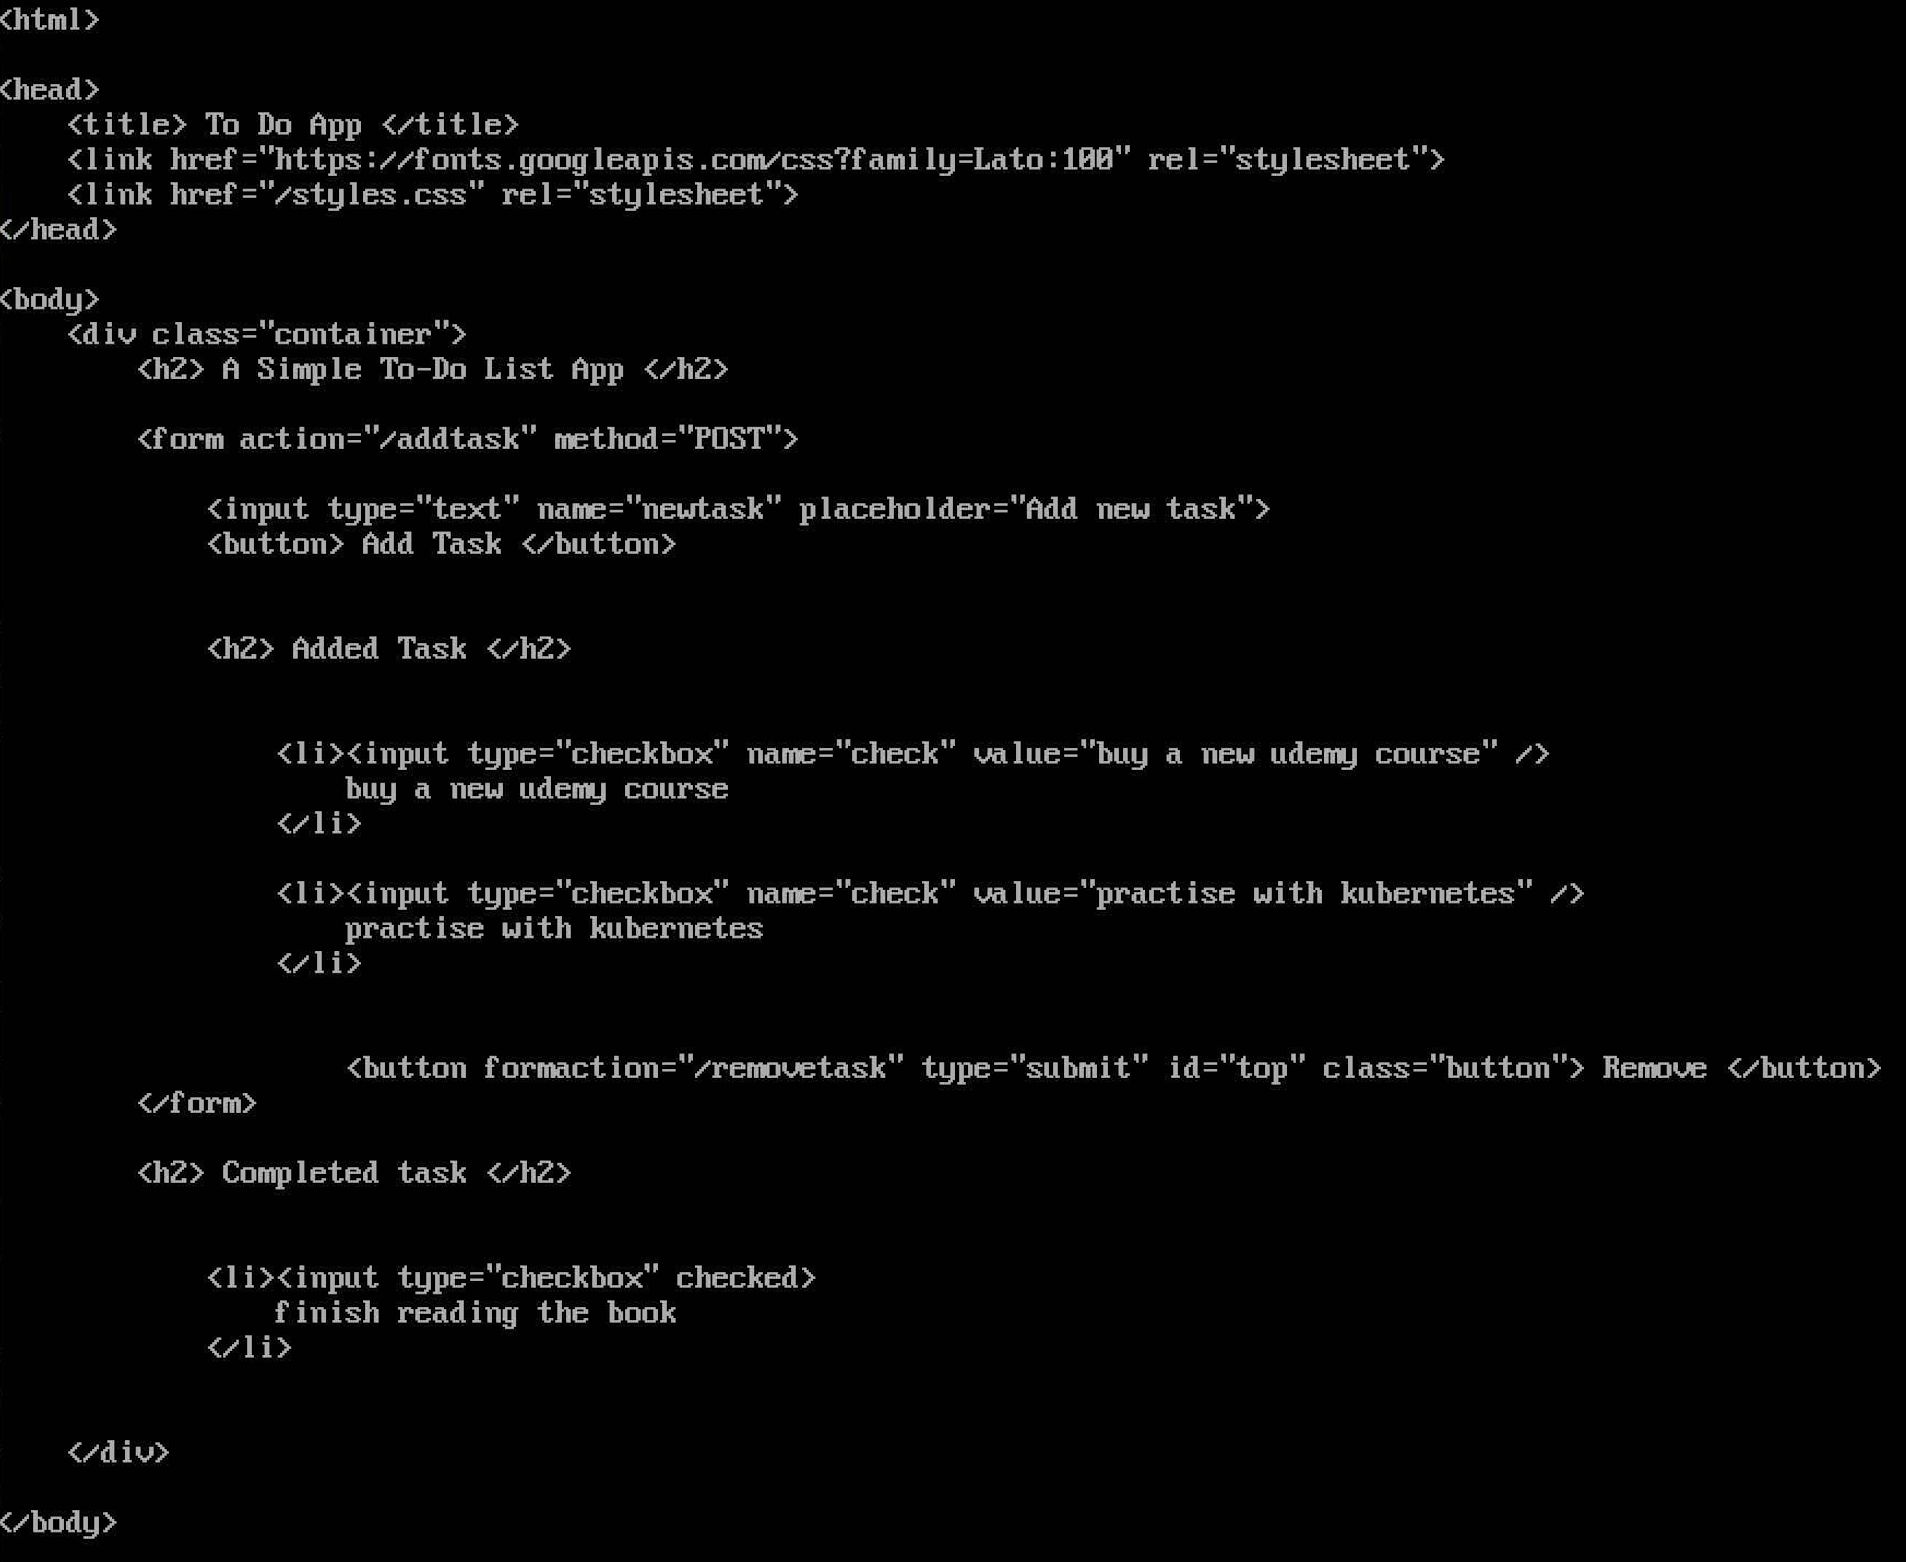 <html>
<head>
<title> To Do App </title>
<link href="https://fonts.googleapis.com/css?family=Lato:100" rel="stylesheet">
<link href="/styles.css" rel="stylesheet">
</head>
<body>
<div class="container">
<h2> A Simple To-Do List App </h2>
<form action="/addtask" method="POST">
<input type="text" name="newtask" placeholder="Add new task">
<button> Add Task </button>
<h2> Added Task </h2>
<li><input type="checkbox" name="check" value="buy a new udemy course" />
buy a new udemy course
</li>
<li><input type="checkbox" name="check" value="practise with kubernetes" />
practise with kubernetes
</li>
<button formaction="/removetask" type="submit" id="top" class="button"> Remove </button>
</form>
<h2> Completed task </h2>
<li><input type="checkbox" checked>
finish reading the book
</li>
</div>
</body>